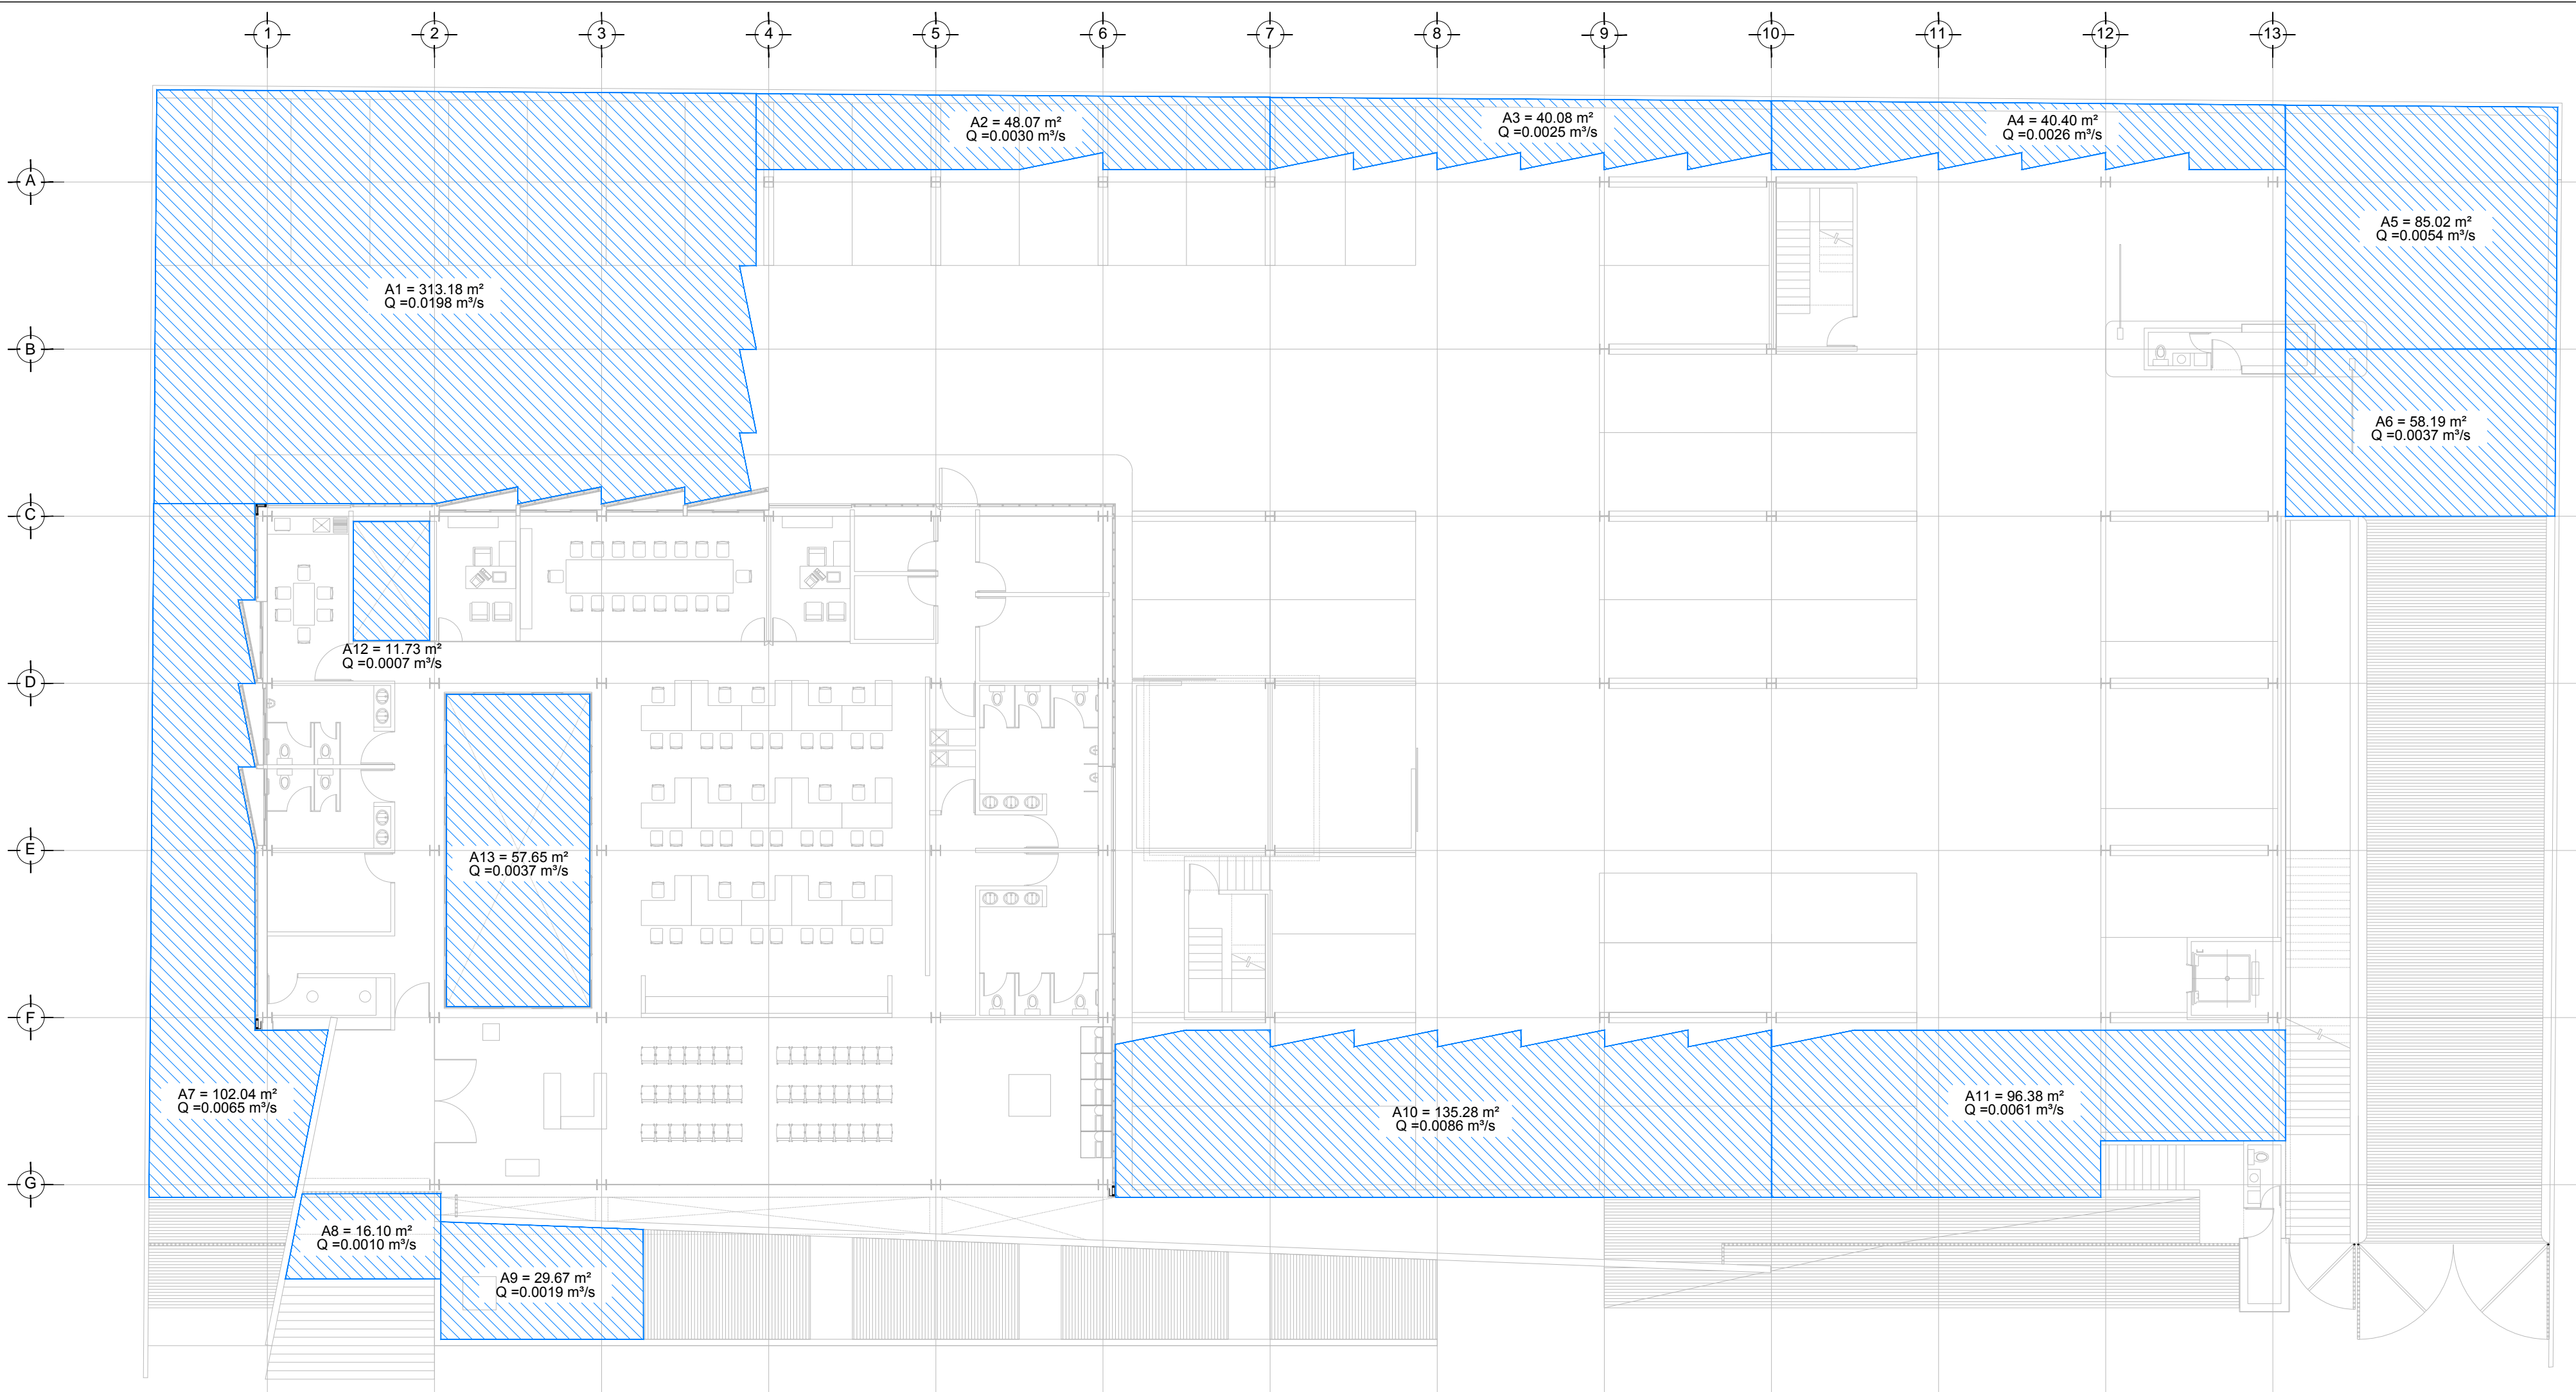 1 2 3 4 5 6 7 8 9 10 11 12 13
A2 = 48.07 m²
Q =0.0030 m³/s
A3 = 40.08 m²
Q =0.0025 m³/s
A4 = 40.40 m²
Q =0.0026 m³/s
A
A5 = 85.02 m²
Q =0.0054 m³/s
A1 = 313.18 m²
Q =0.0198 m³/s
B
A6 = 58.19 m²
Q =0.0037 m³/s
C
A12 = 11.73 m²
Q =0.0007 m³/s
D
E
A13 = 57.65 m²
Q =0.0037 m³/s
F
A7 = 102.04 m²
Q =0.0065 m³/s
A10 = 135.28 m²
Q =0.0086 m³/s
A11 = 96.38 m²
Q =0.0061 m³/s
G
A8 = 16.10 m²
Q =0.0010 m³/s
A9 = 29.67 m²
Q =0.0019 m³/s